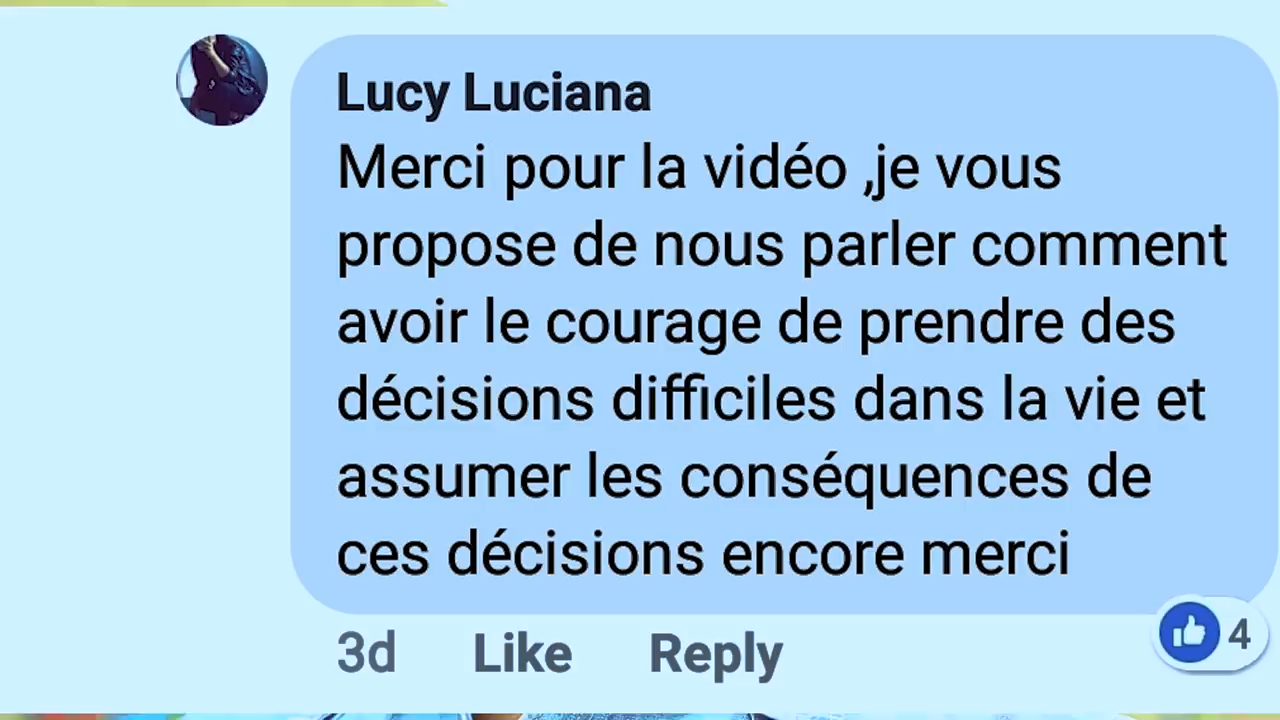 Lucy Luciana
Merci pour la vidéo ,je vous
propose de nous parler comment
avoir le courage de prendre des
décisions difficiles dans la vie et
assumer les conséquences de
ces décisions encore merci
3d Like Reply 4